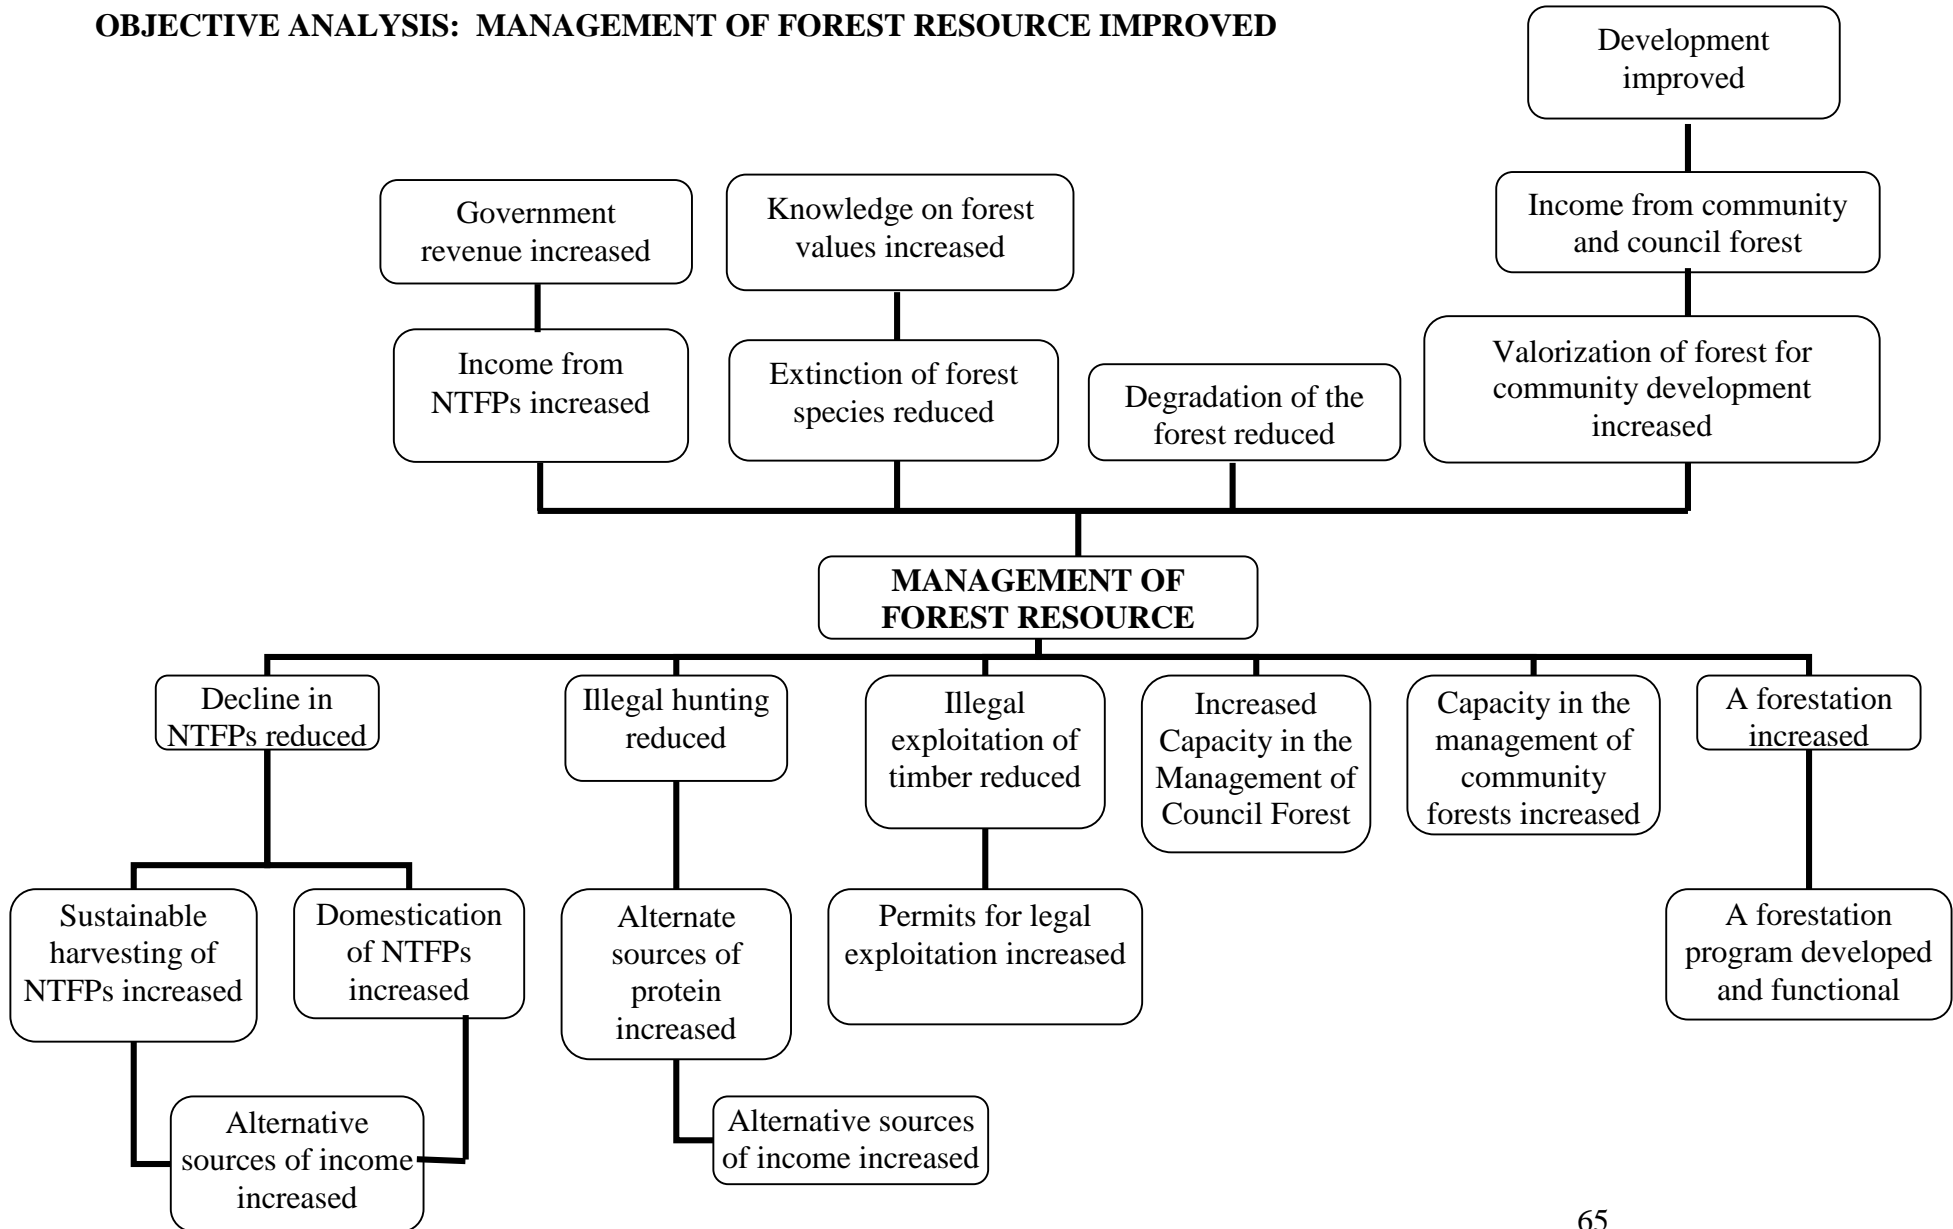 OBJECTIVE ANALYSIS: MANAGEMENT OF FOREST RESOURCE IMPROVED
Development
improved
Government
revenue increased
Knowledge on forest
values increased
Income from community
and council forest
Income from
NTFPs increased
Extinction of forest
species reduced
Degradation of the
forest reduced
Valorization of forest for
community development
increased
MANAGEMENT OF
FOREST RESOURCE
Decline in
NTFPs reduced
Illegal hunting
reduced
Illegal
exploitation of
timber reduced
Increased
Capacity in the
Management of
Council Forest
Capacity in the
management of
community
forests increased
A forestation
increased
Sustainable
harvesting of
NTFPs increased
Domestication
of NTFPs
increased
Alternate
sources of
protein
increased
Permits for legal
exploitation increased
A forestation
program developed
and functional
Alternative
sources of income
increased
Alternative sources
of income increased
65